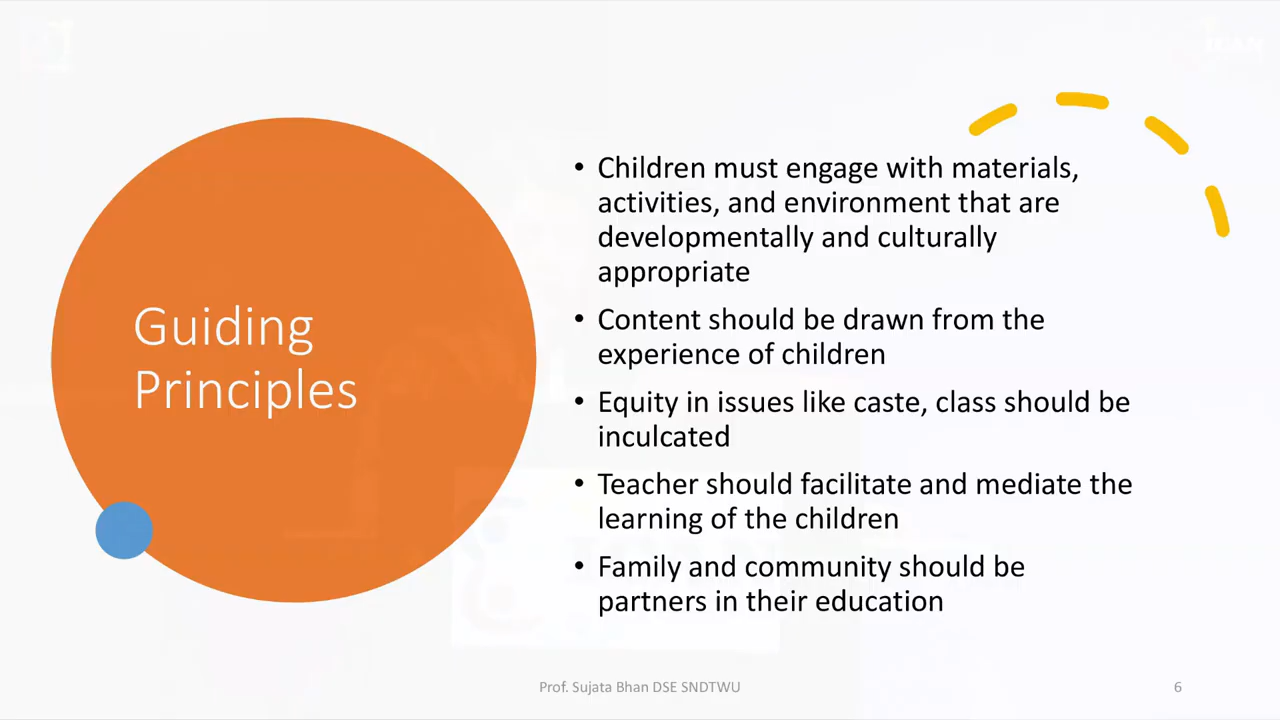 Guiding
Principles
• Children must engage with materials,
activities, and environment that are
developmentally and culturally
appropriate
• Content should be drawn from the
experience of children
• Equity in issues like caste, class should be
inculcated
• Teacher should facilitate and mediate the
learning of the children
• Family and community should be
partners in their education
Prof. Sujata Bhan DSE SNDTWU
6